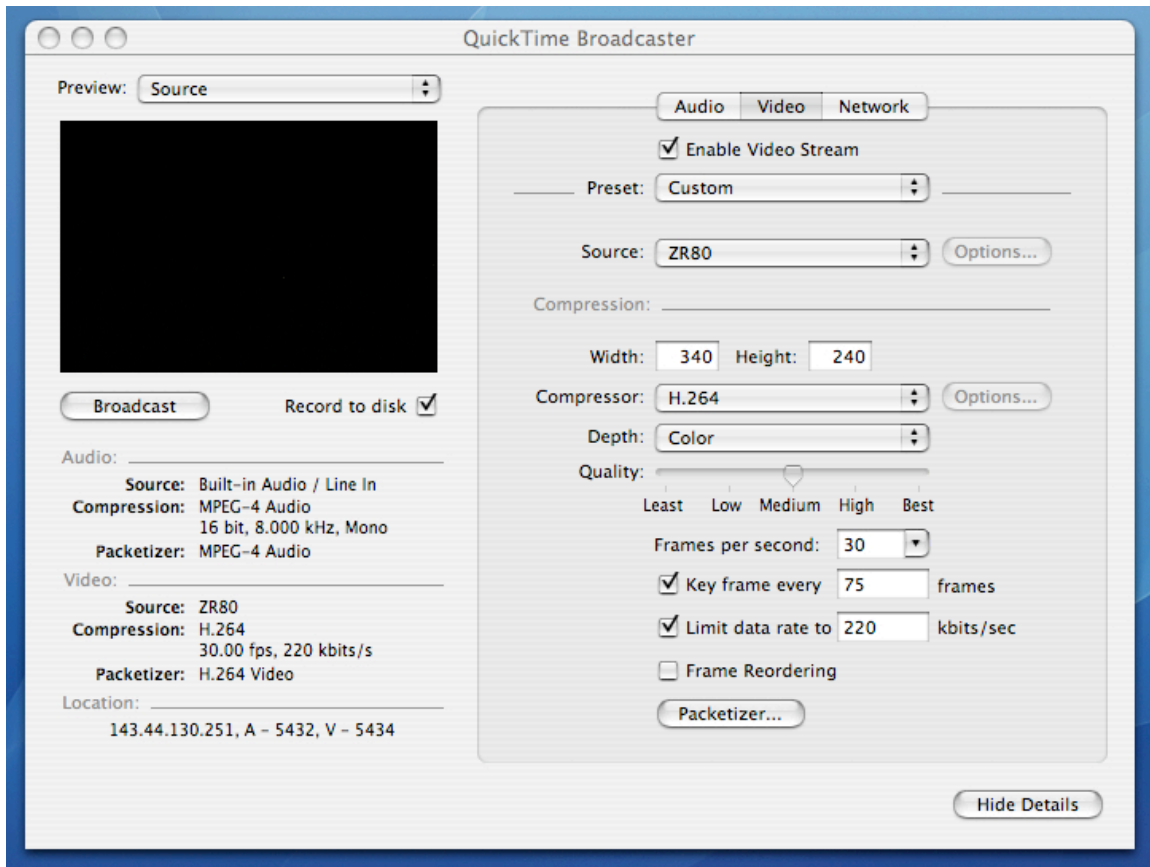 QuickTime Broadcaster
Preview: Source
Broadcast Record to disk
Audio:
Source: Built-in Audio / Line In
Compression: MPEG-4 Audio
16 bit, 8.000 kHz, Mono
Packetizer: MPEG-4 Audio
Video:
Source: ZR80
Compression: H.264
30.00 fps, 220 kbits/s
Packetizer: H.264 Video
Location:
143.44.130.251, A - 5432, V - 5434
Audio Video Network
Enable Video Stream
Preset: Custom
Source: ZR80 Options...
Compression:
Width: 340 Height: 240
Compressor: H.264 Options...
Depth: Color
Quality:
Least Low Medium High Best
Frames per second: 30
Key frame every 75 frames
Limit data rate to 220 kbits/sec
Frame Reordering
Packetizer...
Hide Details